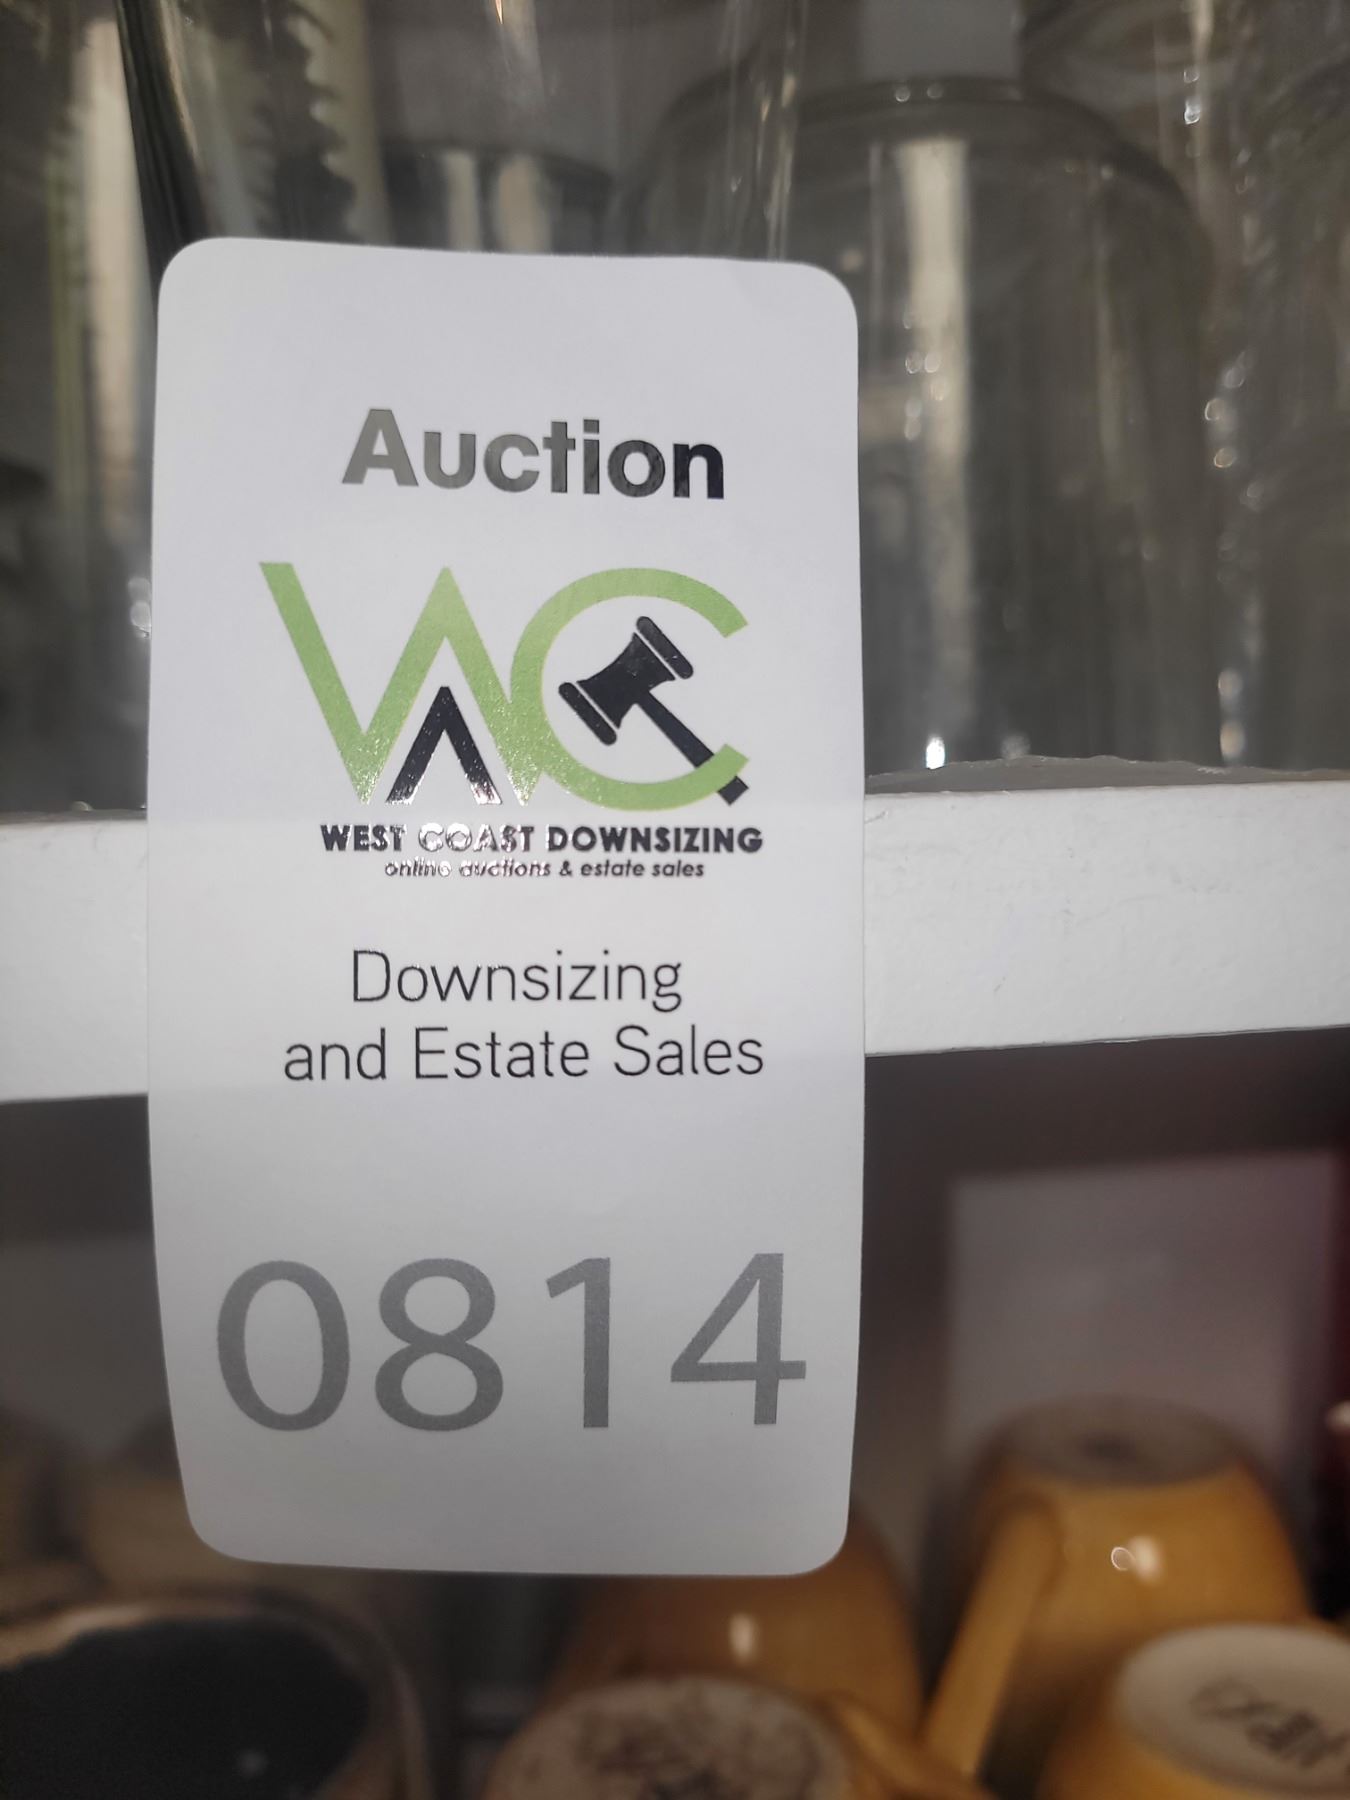 Auction
WC
WEST COAST DOWNSIZING
online auctions & estate sales
Downsizing
and Estate Sales
0814